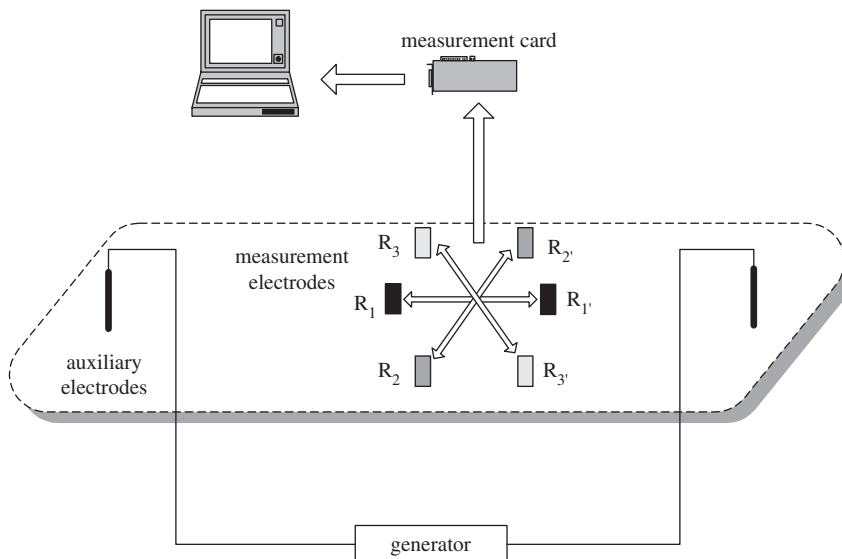 measurement card
measurement
electrodes
R3
R2'
R1
R1'
R2
R3'
auxiliary
electrodes
generator